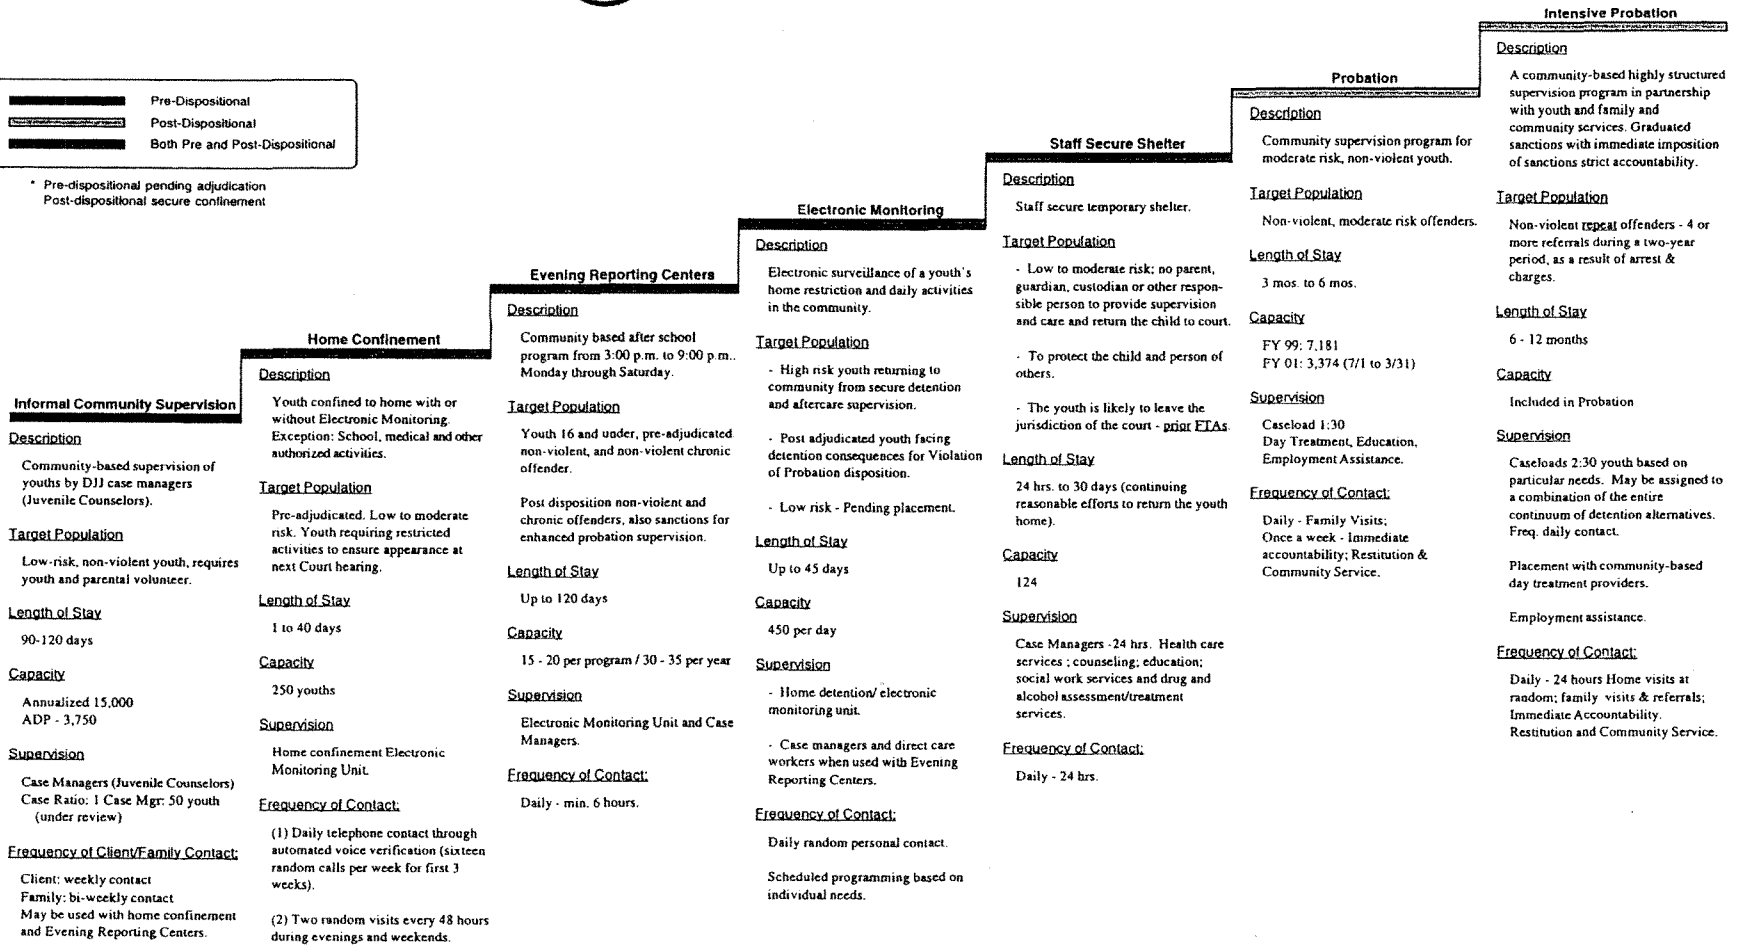 Pre-Dispositional
Post-Dispositional
Both Pre and Post-Dispositional
* Pre-dispositional pending adjudication
Post-dispositional secure confinement
Informal Community Supervision
Description
Community-based supervision of
youths by DJJ case managers
(Juvenile Counselors).
Target Population
Low-risk, non-violent youth, requires
youth and parental volunteer.
Length of Stay
90-120 days
Capacity
Annualized 15,000
ADP - 3,750
Supervision
Case Managers (Juvenile Counselors)
Case Ratio: 1 Case Mgr: 50 youth
(under review)
Frequency of Client/Family Contact:
Client: weekly contact
Family: bi-weekly contact
May be used with home confinement
and Evening Reporting Centers.
Home Confinement
Description
Youth confined to home with or
without Electronic Monitoring.
Exception: School, medical and other
authorized activities.
Target Population
Pre-adjudicated. Low to moderate
risk. Youth requiring restricted
activities to ensure appearance at
next Court hearing.
Length of Stay
1 to 40 days
Capacity
250 youths
Supervision
Home confinement Electronic
Monitoring Unit.
Frequency of Contact:
(1) Daily telephone contact through
automated voice verification (sixteen
random calls per week for first 3
weeks).
(2) Two random visits every 48 hours
during evenings and weekends.
Evening Reporting Centers
Description
Community based after school
program from 3:00 p.m. to 9:00 p.m..
Monday through Saturday.
Target Population
Youth 16 and under, pre-adjudicated
non-violent, and non-violent chronic
offender.
Post disposition non-violent and
chronic offenders, also sanctions for
enhanced probation supervision.
Length of Stay
Up to 120 days
Capacity
15 - 20 per program / 30 - 35 per year
Supervision
Electronic Monitoring Unit and Case
Managers.
Frequency of Contact:
Daily - min. 6 hours.
Electronic Monitoring
Description
Electronic surveillance of a youth's
home restriction and daily activities
in the community.
Target Population
- High risk youth returning to
community from secure detention
and aftercare supervision.
- Post adjudicated youth facing
detention consequences for Violation
of Probation disposition.
- Low risk - Pending placement.
Length of Stay
Up to 45 days
Capacity
450 per day
Supervision
- Home detention/ electronic
monitoring unit.
- Case managers and direct care
workers when used with Evening
Reporting Centers.
Frequency of Contact:
Daily random personal contact.
Scheduled programming based on
individual needs.
Staff Secure Shelter
Description
Staff secure temporary shelter.
Target Population
- Low to moderate risk; no parent,
guardian, custodian or other respon-
sible person to provide supervision
and care and return the child to court.
- To protect the child and person of
others.
- The youth is likely to leave the
jurisdiction of the court - prior FTAs.
Length of Stay
24 hrs. to 30 days (continuing
reasonable efforts to return the youth
home).
Capacity
124
Supervision
Case Managers -24 hrs. Health care
services ; counseling; education;
social work services and drug and
alcohol assessment/treatment
services.
Frequency of Contact:
Daily - 24 hrs.
Probation
Description
Community supervision program for
moderate risk, non-violent youth.
Target Population
Non-violent, moderate risk offenders.
Length of Stay
3 mos. to 6 mos.
Capacity
FY 99: 7,181
FY 01: 3,374 (7/1 to 3/31)
Supervision
Caseload 1:30
Day Treatment, Education,
Employment Assistance.
Frequency of Contact:
Daily - Family Visits;
Once a week - Immediate
accountability; Restitution &
Community Service.
Intensive Probation
Description
A community-based highly structured
supervision program in partnership
with youth and family and
community services. Graduated
sanctions with immediate imposition
of sanctions strict accountability.
Target Population
Non-violent repeat offenders - 4 or
more referrals during a two-year
period, as a result of arrest &
charges.
Length of Stay
6 - 12 months
Capacity
Included in Probation
Supervision
Caseloads 2:30 youth based on
particular needs. May be assigned to
a combination of the entire
continuum of detention alternatives.
Freq. daily contact.
Placement with community-based
day treatment providers.
Employment assistance.
Frequency of Contact:
Daily - 24 hours Home visits at
random; family visits & referrals;
Immediate Accountability.
Restitution and Community Service.